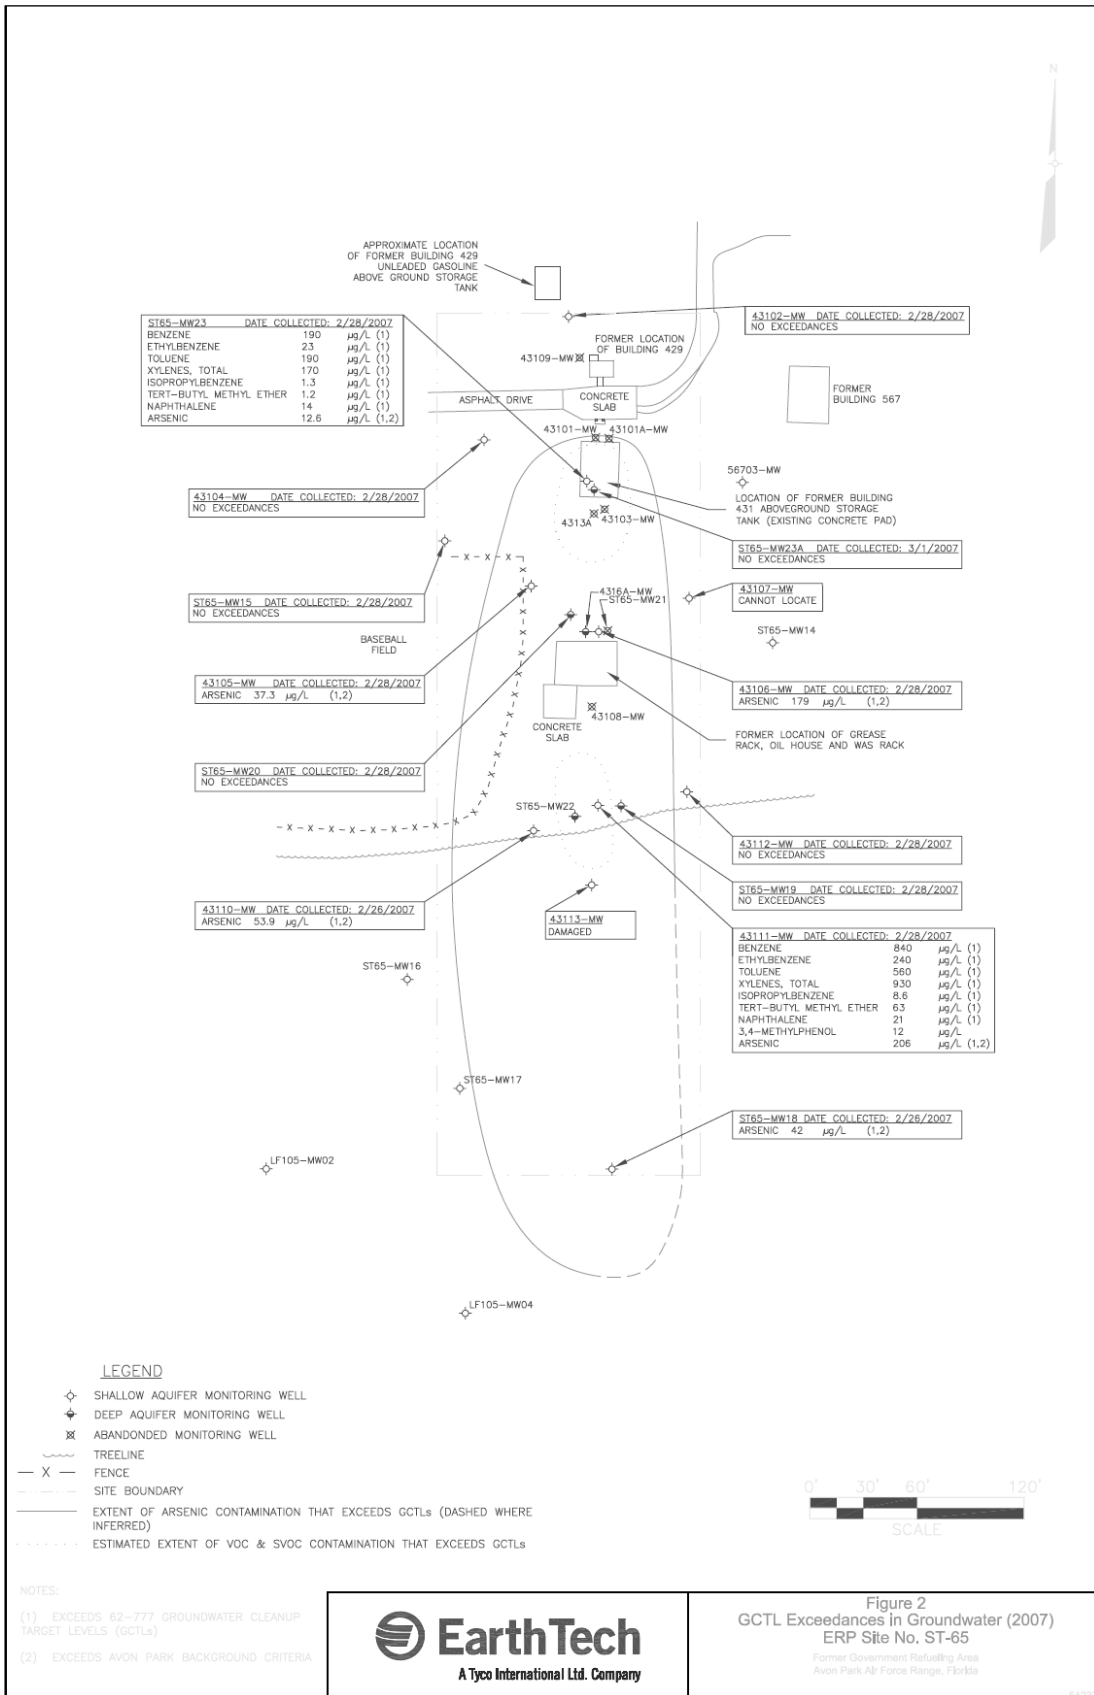 N
APPROXIMATE LOCATION
OF FORMER BUILDING 429
UNLEADED GASOLINE
ABOVE GROUND STORAGE
TANK
ST65-MW23 DATE COLLECTED: 2/28/2007
BENZENE 190 µg/L (1)
ETHYLBENZENE 23 µg/L (1)
TOLUENE 190 µg/L (1)
XYLENES, TOTAL 170 µg/L (1)
ISOPROPYLBENZENE 1.3 µg/L (1)
TERT-BUTYL METHYL ETHER 1.2 µg/L (1)
NAPHTHALENE 14 µg/L (1)
ARSENIC 12.6 µg/L (1,2)
43102-MW DATE COLLECTED: 2/28/2007
NO EXCEEDANCES
FORMER LOCATION
OF BUILDING 429
43109-MW
ASPHALT DRIVE
CONCRETE
SLAB
FORMER
BUILDING 567
43101-MW
43101A-MW
43104-MW DATE COLLECTED: 2/28/2007
NO EXCEEDANCES
56703-MW
LOCATION OF FORMER BUILDING
431 ABOVEGROUND STORAGE
TANK (EXISTING CONCRETE PAD)
4313A
43103-MW
ST65-MW23A DATE COLLECTED: 3/1/2007
NO EXCEEDANCES
ST65-MW15 DATE COLLECTED: 2/28/2007
NO EXCEEDANCES
X X X X
4316A-MW
ST65-MW21
43107-MW
CANNOT LOCATE
ST65-MW14
BASEBALL
FIELD
43105-MW DATE COLLECTED: 2/28/2007
ARSENIC 37.3 µg/L (1,2)
43106-MW DATE COLLECTED: 2/28/2007
ARSENIC 179 µg/L (1,2)
43108-MW
CONCRETE
SLAB
FORMER LOCATION OF GREASE
RACK, OIL HOUSE AND WAS RACK
ST65-MW20 DATE COLLECTED: 2/28/2007
NO EXCEEDANCES
ST65-MW22
43112-MW DATE COLLECTED: 2/28/2007
NO EXCEEDANCES
ST65-MW19 DATE COLLECTED: 2/28/2007
NO EXCEEDANCES
43110-MW DATE COLLECTED: 2/26/2007
ARSENIC 53.9 µg/L (1,2)
43113-MW
DAMAGED
43111-MW DATE COLLECTED: 2/28/2007
BENZENE 840 µg/L (1)
ETHYLBENZENE 240 µg/L (1)
TOLUENE 560 µg/L (1)
XYLENES, TOTAL 930 µg/L (1)
ISOPROPYLBENZENE 8.6 µg/L (1)
TERT-BUTYL METHYL ETHER 63 µg/L (1)
NAPHTHALENE 21 µg/L (1)
3,4-METHYLPHENOL 12 µg/L
ARSENIC 206 µg/L (1,2)
ST65-MW16
ST65-MW17
ST65-MW18 DATE COLLECTED: 2/26/2007
ARSENIC 42 µg/L (1,2)
LF105-MW02
LF105-MW04
LEGEND
SHALLOW AQUIFER MONITORING WELL
DEEP AQUIFER MONITORING WELL
ABANDONDED MONITORING WELL
TREELINE
X FENCE
SITE BOUNDARY
EXTENT OF ARSENIC CONTAMINATION THAT EXCEEDS GCTLs (DASHED WHERE
INFERRED)
ESTIMATED EXTENT OF VOC & SVOC CONTAMINATION THAT EXCEEDS GCTLs
0' 30' 60' 120'
SCALE
NOTES:
(1) EXCEEDS 62-777 GROUNDWATER CLEANUP
TARGET LEVELS (GCTLs)
(2) EXCEEDS AVON PARK BACKGROUND CRITERIA
EarthTech
A Tyco International Ltd. Company
Figure 2
GCTL Exceedances in Groundwater (2007)
ERP Site No. ST-65
Former Government Refueling Area
Avon Park Air Force Range, Florida